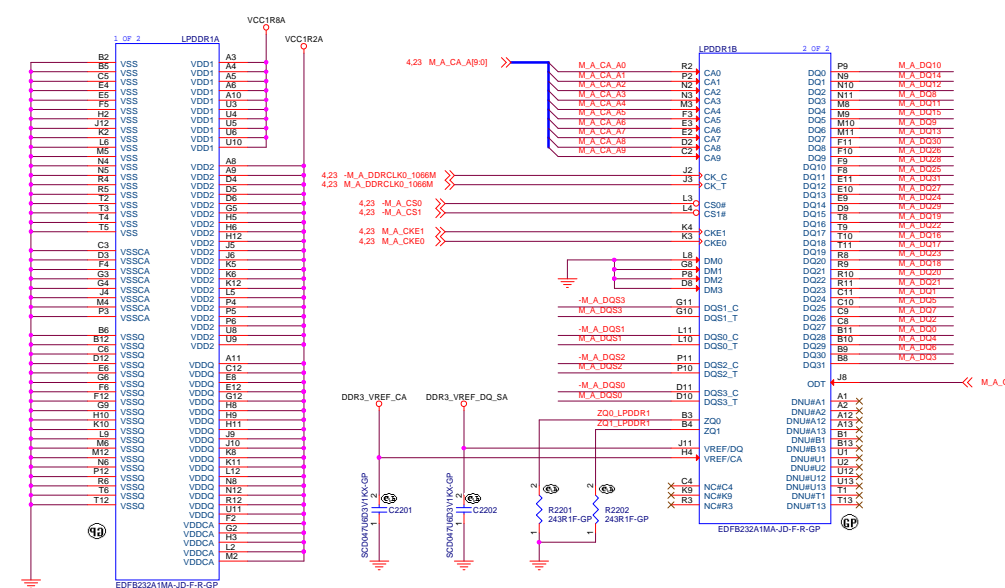 VCC1R8A
VCC1R2A
1 OF 2
LPDDR1A
B2 VSS
B5 VSS
C5 VSS
E4 VSS
E5 VSS
F5 VSS
H2 VSS
J12 VSS
K2 VSS
L6 VSS
M5 VSS
N4 VSS
N5 VSS
R4 VSS
R5 VSS
T2 VSS
T3 VSS
T4 VSS
T5 VSS
C3 VSSCA
D3 VSSCA
F4 VSSCA
G3 VSSCA
G4 VSSCA
J4 VSSCA
M4 VSSCA
P3 VSSCA
B6 VSSQ
B12 VSSQ
C6 VSSQ
D12 VSSQ
E6 VSSQ
G6 VSSQ
F6 VSSQ
F12 VSSQ
G9 VSSQ
H10 VSSQ
K10 VSSQ
L9 VSSQ
M6 VSSQ
M12 VSSQ
N6 VSSQ
P12 VSSQ
R6 VSSQ
T6 VSSQ
T12 VSSQ
VDD1 A3
VDD1 A4
VDD1 A5
VDD1 A6
VDD1 A10
VDD1 U3
VDD1 U4
VDD1 U5
VDD1 U6
VDD1 U10
VDD2 A8
VDD2 A9
VDD2 D4
VDD2 D5
VDD2 D6
VDD2 G5
VDD2 H5
VDD2 H6
VDD2 H12
VDD2 J5
VDD2 J6
VDD2 K5
VDD2 K6
VDD2 K12
VDD2 L5
VDD2 P4
VDD2 P5
VDD2 P6
VDD2 U8
VDD2 U9
VDDQ A11
VDDQ C12
VDDQ E8
VDDQ E12
VDDQ G12
VDDQ H8
VDDQ H9
VDDQ H11
VDDQ J9
VDDQ J10
VDDQ K8
VDDQ K11
VDDQ L12
VDDQ N8
VDDQ N12
VDDQ R12
VDDQ U11
VDDCA F2
VDDCA G2
VDDCA H3
VDDCA L2
VDDCA M2
GP
EDFB232A1MA-JD-F-R-GP
LPDDR1B
2 OF 2
4,23 M_A_CA_A[9:0]
M_A_CA_A0 R2 CA0
M_A_CA_A1 P2 CA1
M_A_CA_A2 N2 CA2
M_A_CA_A3 N3 CA3
M_A_CA_A4 M3 CA4
M_A_CA_A5 F3 CA5
M_A_CA_A6 E3 CA6
M_A_CA_A7 E2 CA7
M_A_CA_A8 D2 CA8
M_A_CA_A9 C2 CA9
4,23 -M_A_DDRCLK0_1066M J2 CK_C
4,23 M_A_DDRCLK0_1066M J3 CK_T
4,23 -M_A_CS0 L3 CS0#
4,23 -M_A_CS1 L4 CS1#
4,23 M_A_CKE1 K4 CKE1
4,23 M_A_CKE0 K3 CKE0
L8 DM0
G8 DM1
P8 DM2
D8 DM3
-M_A_DQS3 G11 DQS1_C
M_A_DQS3 G10 DQS1_T
-M_A_DQS1 L11 DQS0_C
M_A_DQS1 L10 DQS0_T
-M_A_DQS2 P11 DQS2_C
M_A_DQS2 P10 DQS2_T
-M_A_DQS0 D11 DQS3_C
M_A_DQS0 D10 DQS3_T
DDR3_VREF_CA
DDR3_VREF_DQ_SA
ZQ0_LPDDR1 B3 ZQ0
ZQ1_LPDDR1 B4 ZQ1
J11 VREF/DQ
H4 VREF/CA
C4 NC#C4
K9 NC#K9
R3 NC#R3
DQ0 P9 M_A_DQ10
DQ1 N9 M_A_DQ14
DQ2 N10 M_A_DQ12
DQ3 N11 M_A_DQ8
DQ4 M8 M_A_DQ11
DQ5 M9 M_A_DQ15
DQ6 M10 M_A_DQ9
DQ7 M11 M_A_DQ13
DQ8 F11 M_A_DQ30
DQ9 F10 M_A_DQ26
DQ10 F9 M_A_DQ28
DQ11 F8 M_A_DQ25
DQ12 E11 M_A_DQ31
DQ13 E10 M_A_DQ27
DQ14 E9 M_A_DQ24
DQ15 D9 M_A_DQ29
DQ16 T8 M_A_DQ19
DQ17 T9 M_A_DQ22
DQ18 T10 M_A_DQ16
DQ19 T11 M_A_DQ17
DQ20 R8 M_A_DQ23
DQ21 R9 M_A_DQ18
DQ22 R10 M_A_DQ20
DQ23 R11 M_A_DQ21
DQ24 C11 M_A_DQ1
DQ25 C10 M_A_DQ5
DQ26 C9 M_A_DQ7
DQ27 C8 M_A_DQ2
DQ28 B11 M_A_DQ0
DQ29 B10 M_A_DQ4
DQ30 B9 M_A_DQ6
DQ31 B8 M_A_DQ3
ODT J8
DNU#A1 A1
DNU#A2 A2
DNU#A12 A12
DNU#A13 A13
DNU#B1 B1
DNU#B13 B13
DNU#U1 U1
DNU#U2 U2
DNU#U12 U12
DNU#U13 U13
DNU#T1 T1
DNU#T13 T13
GP
EDFB232A1MA-JD-F-R-GP
SCD047U6D3V1KX-GP
2
1
C2201
SCD047U6D3V1KX-GP
2
1
C2202
2
1
R2201
243R1F-GP
2
1
R2202
243R1F-GP